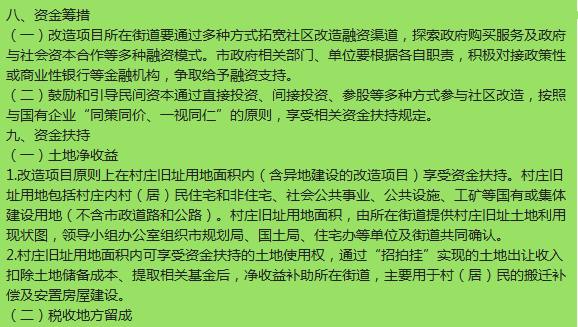 八、资金筹措
（一）改造项目所在街道要通过多种方式拓宽社区改造融资渠道，探索政府购买服务及政府
与社会资本合作等多种融资模式。市政府相关部门、单位要根据各自职责，积极对接政策性
或商业性银行等金融机构，争取给予融资支持。
（二）鼓励和引导民间资本通过直接投资、间接投资、参股等多种方式参与社区改造，按照
与国有企业“同策同价、一视同仁”的原则，享受相关资金扶持规定。
九、资金扶持
（一）土地净收益
1.改造项目原则上在村庄旧址用地面积内（含异地建设的改造项目）享受资金扶持。村庄旧
址用地包括村庄内村（居）民住宅和非住宅、社会公共事业、公共设施、工矿等国有或集体
建设用地（不含市政道路和公路）。村庄旧址用地面积，由所在街道提供村庄旧址土地利用
现状图，领导小组办公室组织市规划局、国土局、住宅办等单位及街道共同确认。
2.村庄旧址用地面积内可享受资金扶持的土地使用权，通过“招拍挂”实现的土地出让收入
扣除土地储备成本、提取相关基金后，净收益补助所在街道，主要用于村（居）民的搬迁补
偿及安置房屋建设。
（二）税收地方留成